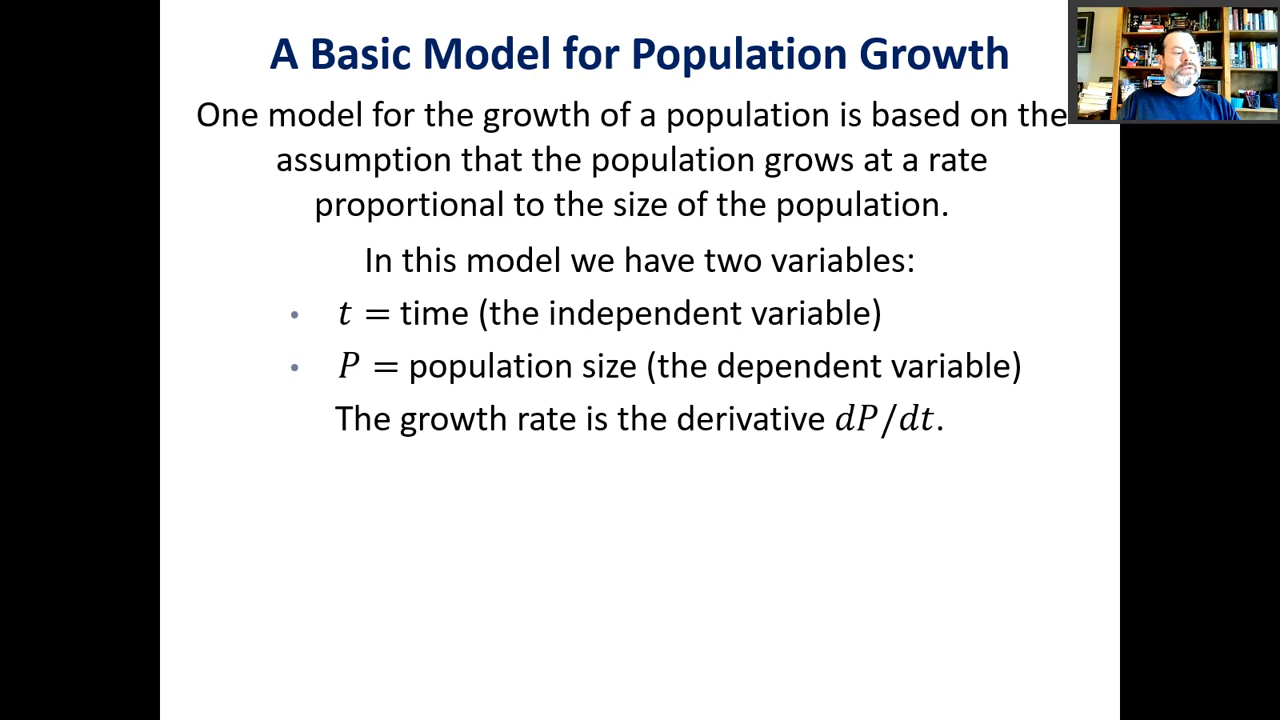 A Basic Model for Population Growth
One model for the growth of a population is based on the
assumption that the population grows at a rate
proportional to the size of the population.
In this model we have two variables:
• t = time (the independent variable)
• P = population size (the dependent variable)
The growth rate is the derivative dP/dt.